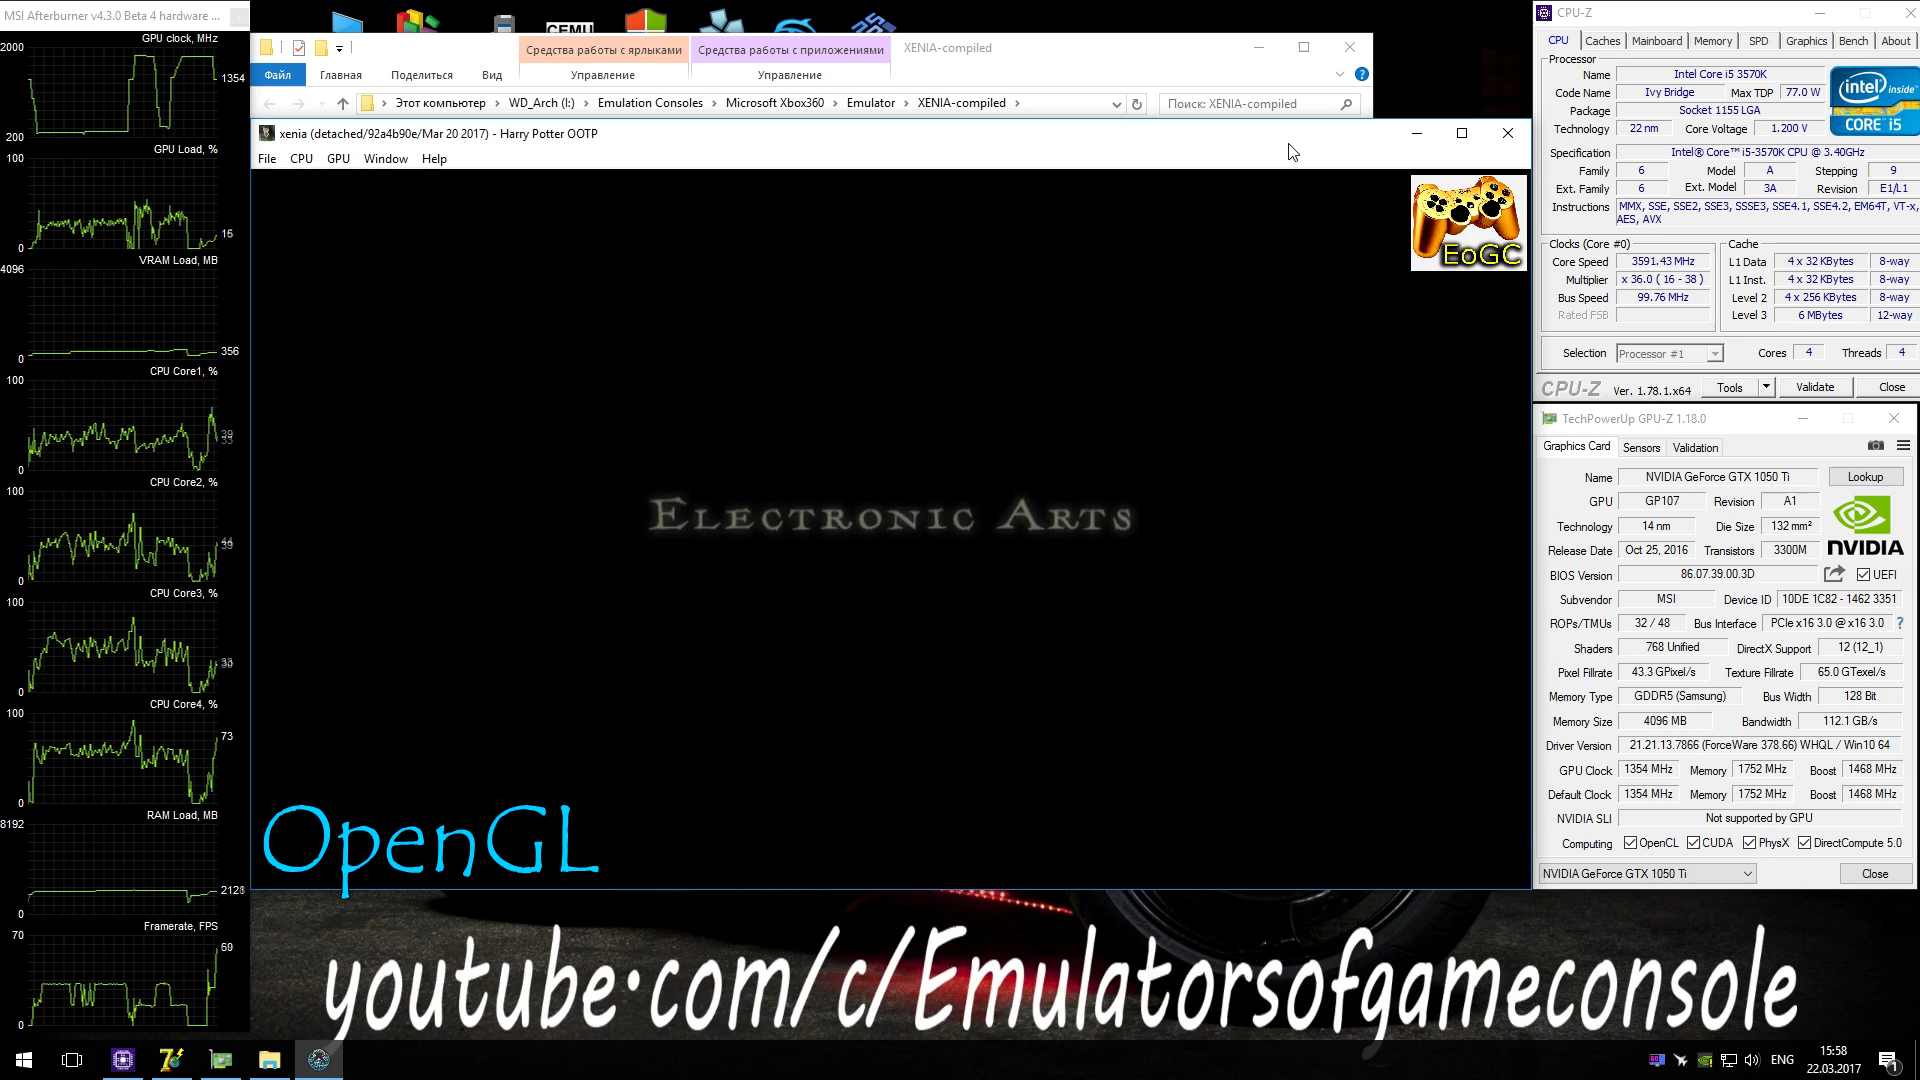 MSI Afterburner v4.3.0 Beta 4 hardware ...
GPU clock, MHz
2000
1354
200
GPU Load, %
100
16
0
VRAM Load, MB
4096
356
0
CPU Core1, %
100
0
CPU Core2, %
100
0
CPU Core3, %
100
0
CPU Core4, %
100
73
0
RAM Load, MB
8192
2128
0
Framerate, FPS
70
69
0
CEMU
Средства работы с ярлыками
Средства работы с приложениями
XENIA-compiled
Файл
Главная
Поделиться
Вид
Управление
Управление
Этот компьютер
WD_Arch (I:)
Emulation Consoles
Microsoft Xbox360
Emulator
XENIA-compiled
Поиск: XENIA-compiled
xenia (detached/92a4b90e/Mar 20 2017) - Harry Potter OOTP
File CPU GPU Window Help
EoGC
Electronic Arts
OpenGL
youtube.com/c/Emulatorsofgameconsole
CPU-Z
CPU Caches Mainboard Memory SPD Graphics Bench About
Processor
Name Intel Core i5 3570K
Code Name Ivy Bridge Max TDP 77.0 W
Package Socket 1155 LGA
Technology 22 nm Core Voltage 1.200 V
Specification Intel® Core™ i5-3570K CPU @ 3.40GHz
Family 6 Model A Stepping 9
Ext. Family 6 Ext. Model 3A Revision E1/L1
Instructions MMX, SSE, SSE2, SSE3, SSSE3, SSE4.1, SSE4.2, EM64T, VT-x,
AES, AVX
intel inside™
CORE i5
Clocks (Core #0)
Core Speed 3591.43 MHz
Multiplier x 36.0 ( 16 - 38 )
Bus Speed 99.76 MHz
Rated FSB
Cache
L1 Data 4 x 32 KBytes 8-way
L1 Inst. 4 x 32 KBytes 8-way
Level 2 4 x 256 KBytes 8-way
Level 3 6 MBytes 12-way
Selection Processor #1 Cores 4 Threads 4
CPU-Z Ver. 1.78.1.x64 Tools Validate Close
TechPowerUp GPU-Z 1.18.0
Graphics Card Sensors Validation
Name NVIDIA GeForce GTX 1050 Ti Lookup
GPU GP107 Revision A1
Technology 14 nm Die Size 132 mm²
Release Date Oct 25, 2016 Transistors 3300M
NVIDIA
BIOS Version 86.07.39.00.3D UEFI
Subvendor MSI Device ID 10DE 1C82 - 1462 3351
ROPs/TMUs 32 / 48 Bus Interface PCIe x16 3.0 @ x16 3.0 ?
Shaders 768 Unified DirectX Support 12 (12_1)
Pixel Fillrate 43.3 GPixel/s Texture Fillrate 65.0 GTexel/s
Memory Type GDDR5 (Samsung) Bus Width 128 Bit
Memory Size 4096 MB Bandwidth 112.1 GB/s
Driver Version 21.21.13.7866 (ForceWare 378.66) WHQL / Win10 64
GPU Clock 1354 MHz Memory 1752 MHz Boost 1468 MHz
Default Clock 1354 MHz Memory 1752 MHz Boost 1468 MHz
NVIDIA SLI Not supported by GPU
Computing OpenCL CUDA PhysX DirectCompute 5.0
NVIDIA GeForce GTX 1050 Ti Close
ENG
15:58
22.03.2017
1